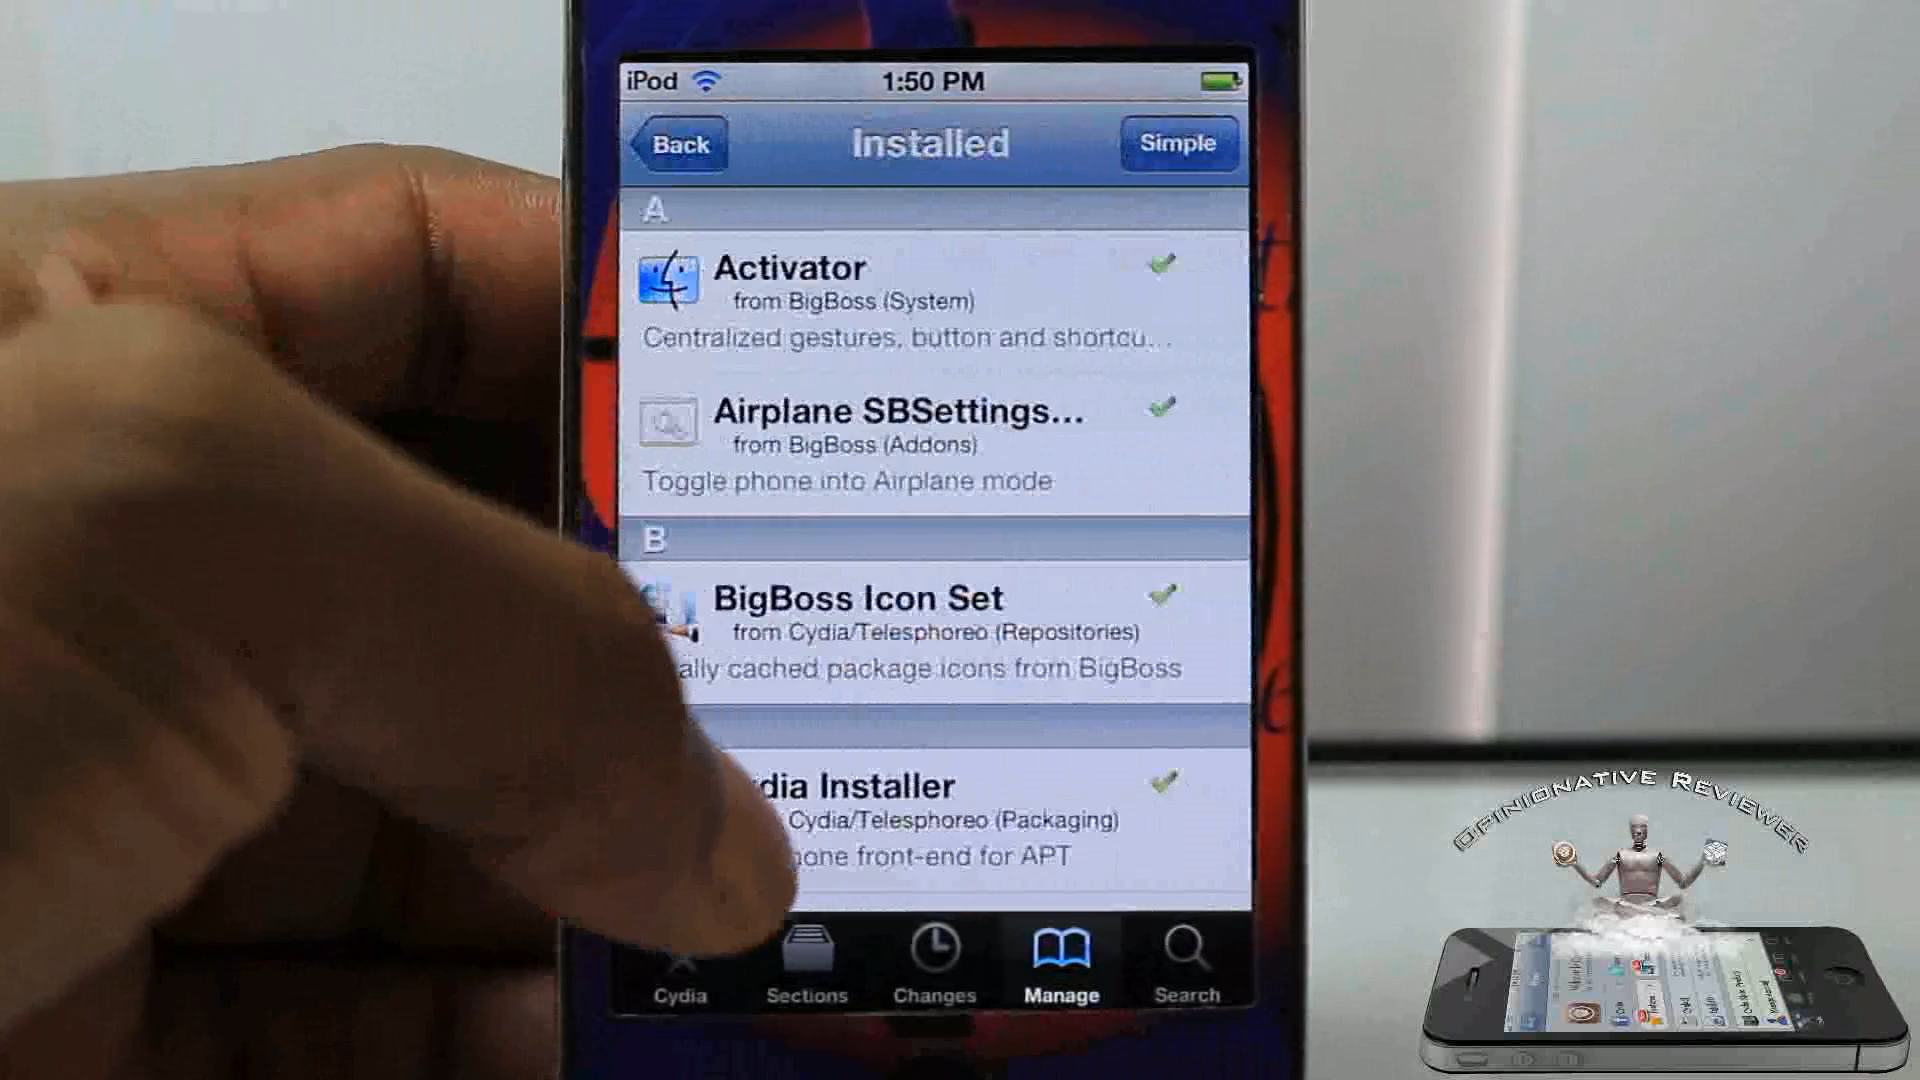 iPod 1:50 PM
Back Installed Simple
A
Activator
from BigBoss (System)
Centralized gestures, button and shortcu...
Airplane SBSettings...
from BigBoss (Addons)
Toggle phone into Airplane mode
B
BigBoss Icon Set
from Cydia/Telesphoreo (Repositories)
ally cached package icons from BigBoss
dia Installer
Cydia/Telesphoreo (Packaging)
one front-end for APT
Cydia Sections Changes Manage Search
Opinionative Reviewer